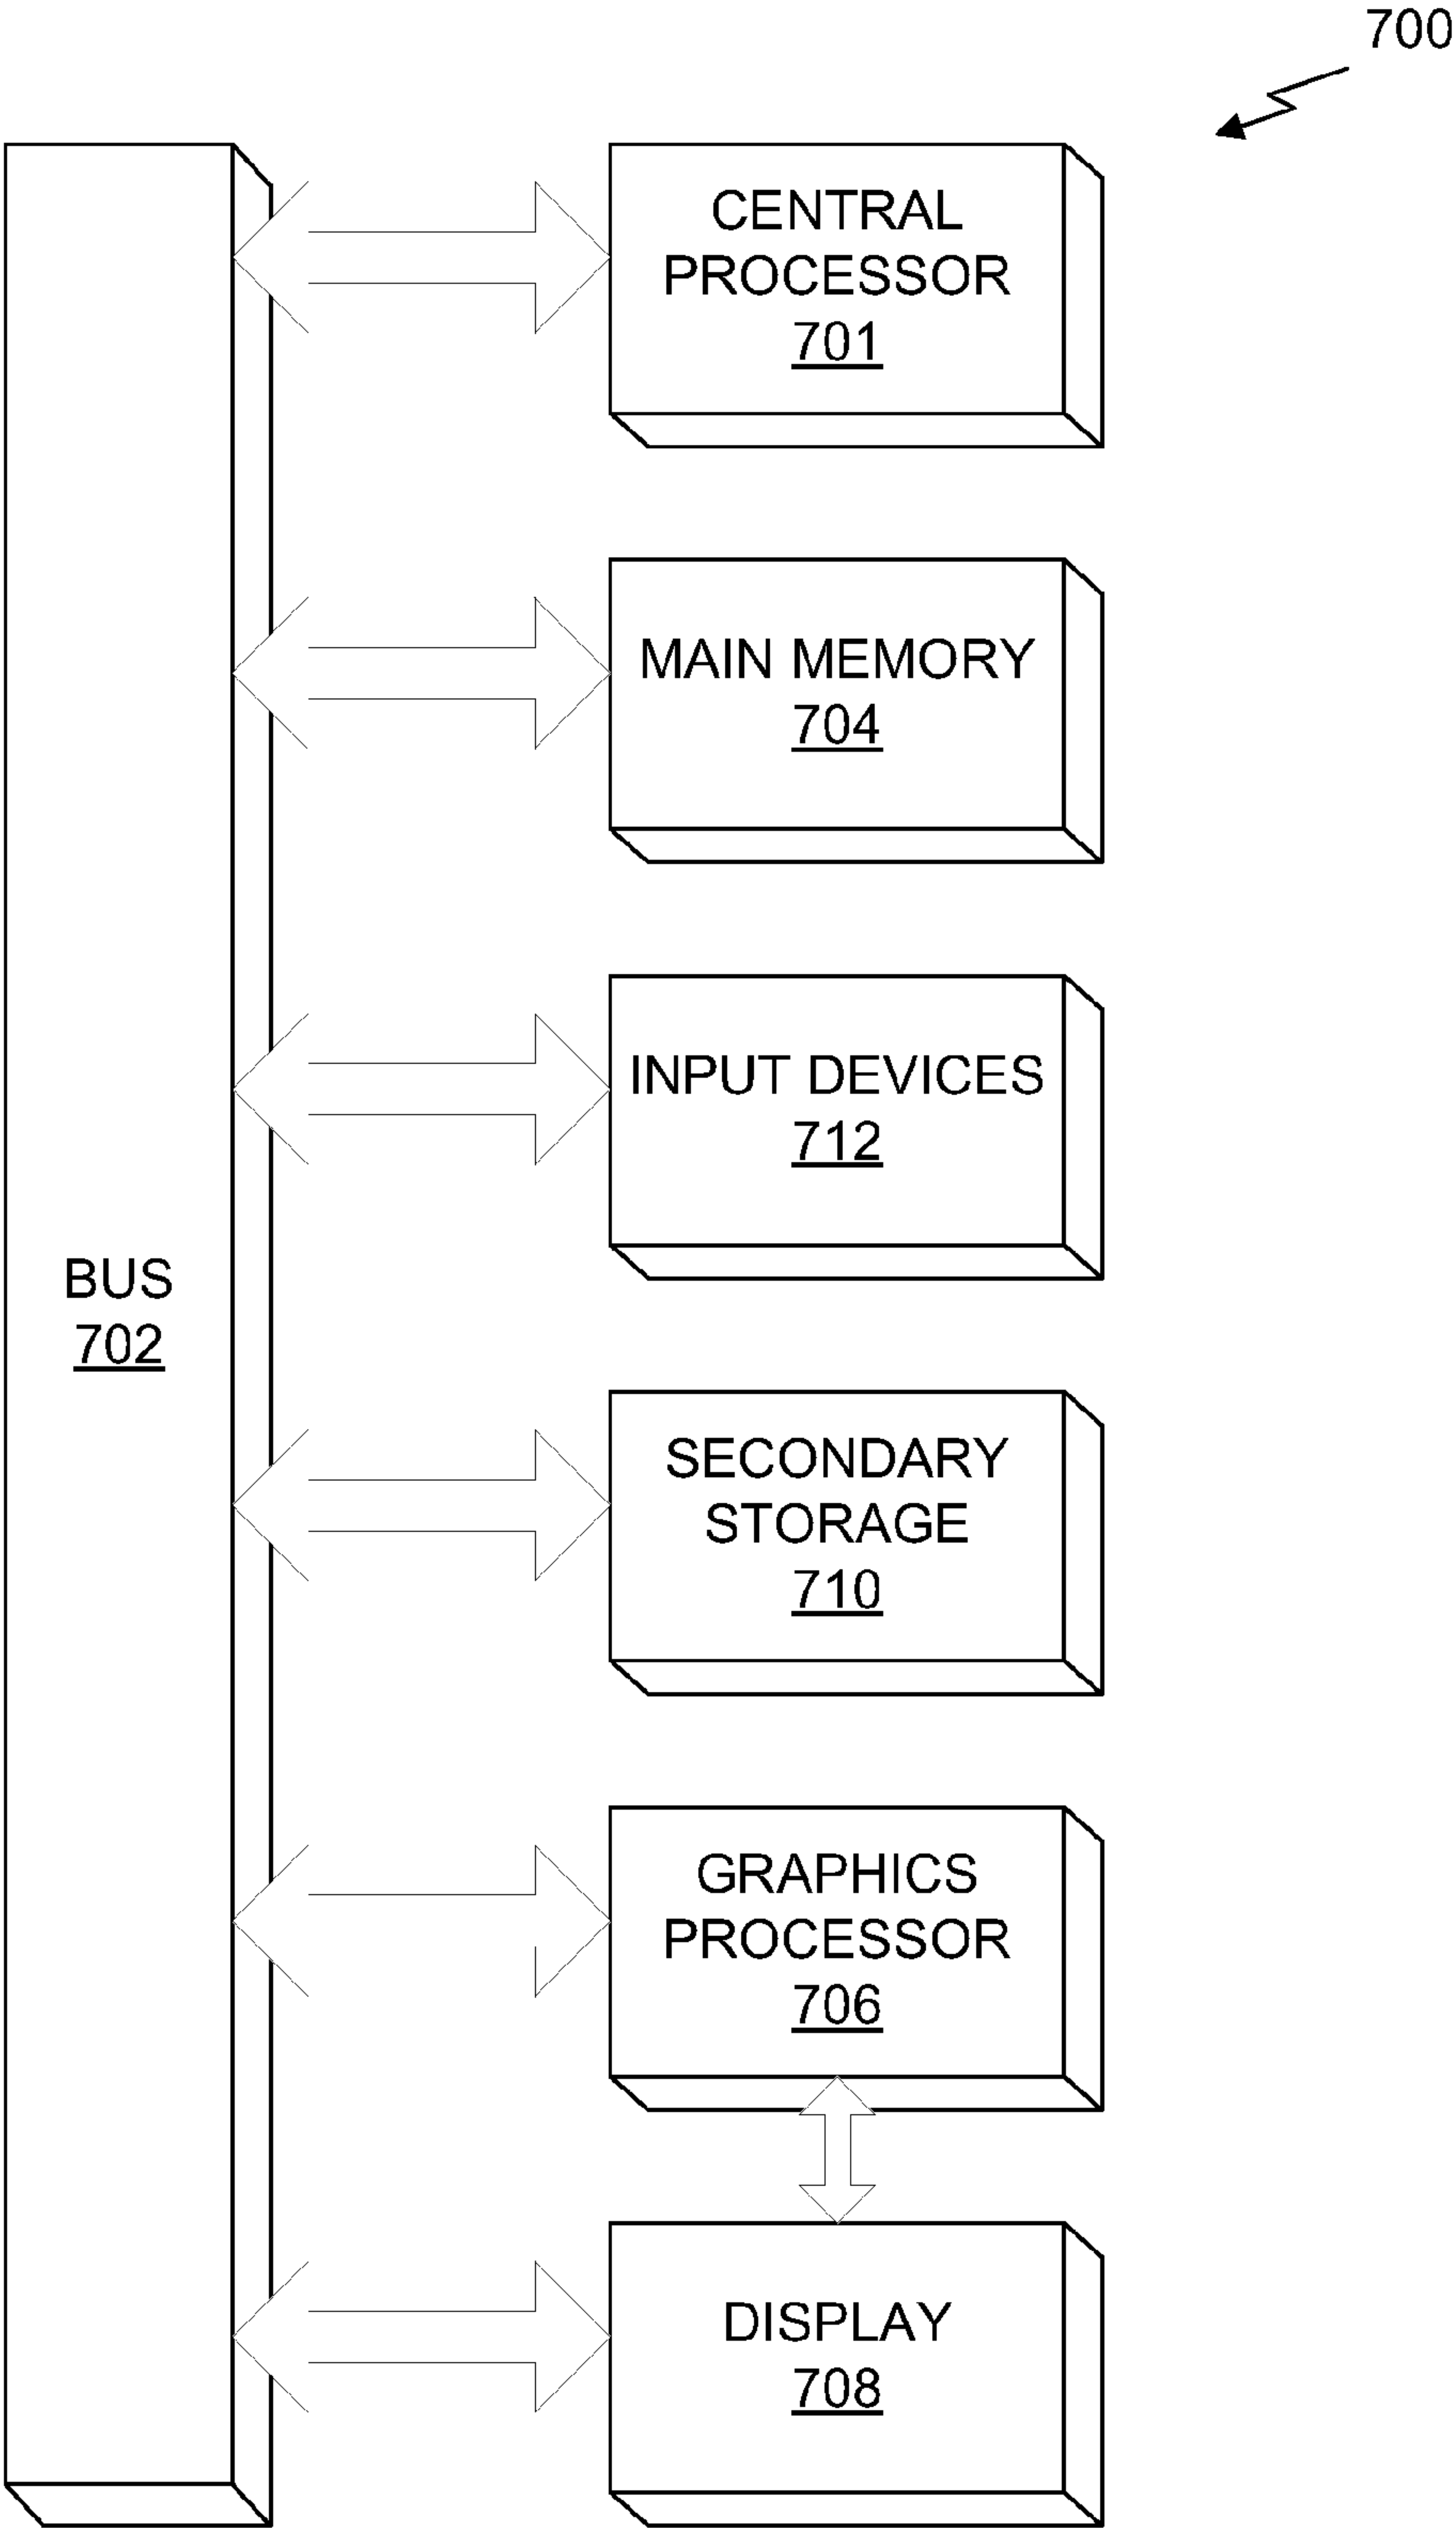 700
CENTRAL
PROCESSOR
701
MAIN MEMORY
704
INPUT DEVICES
712
BUS
702
SECONDARY
STORAGE
710
GRAPHICS
PROCESSOR
706
DISPLAY
708